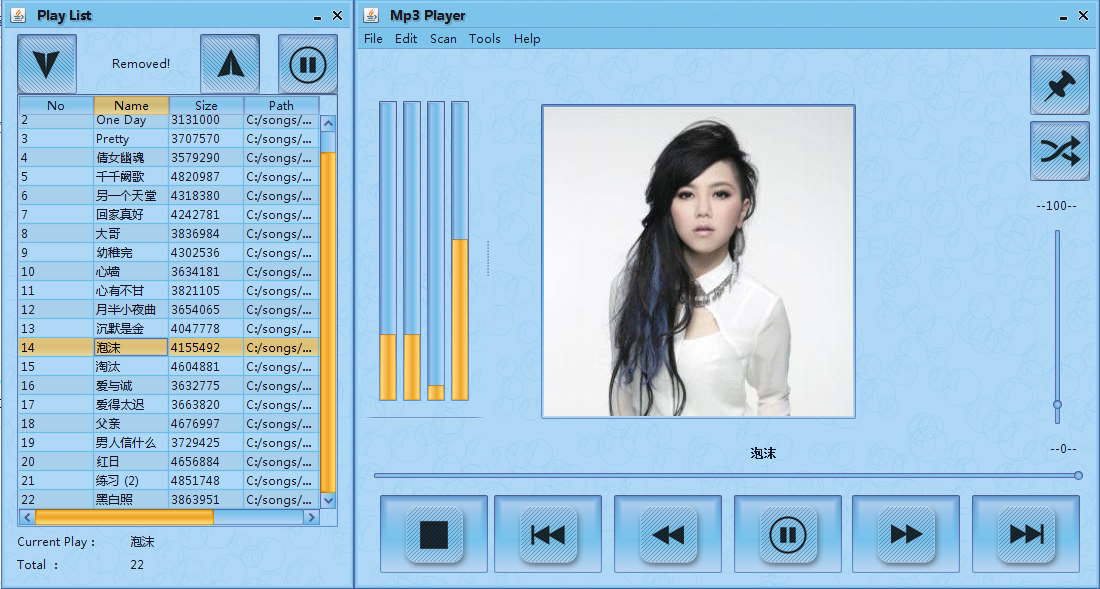 Play List
Removed!
No Name Size Path
2 One Day 3131000 C:/songs/...
3 Pretty 3707570 C:/songs/...
4 倩女幽魂 3579290 C:/songs/...
5 千千阙歌 4820987 C:/songs/...
6 另一个天堂 4318380 C:/songs/...
7 回家真好 4242781 C:/songs/...
8 大哥 3836984 C:/songs/...
9 幼稚完 4302536 C:/songs/...
10 心墙 3634181 C:/songs/...
11 心有不甘 3821105 C:/songs/...
12 月半小夜曲 3654065 C:/songs/...
13 沉默是金 4047778 C:/songs/...
14 泡沫 4155492 C:/songs/...
15 淘汰 4604881 C:/songs/...
16 爱与诚 3632775 C:/songs/...
17 爱得太迟 3663820 C:/songs/...
18 父亲 4676997 C:/songs/...
19 男人信什么 3729425 C:/songs/...
20 红日 4656884 C:/songs/...
21 练习 (2) 4851748 C:/songs/...
22 黑白照 3863951 C:/songs/...
Current Play : 泡沫
Total : 22
Mp3 Player
File Edit Scan Tools Help
--100--
--0--
泡沫